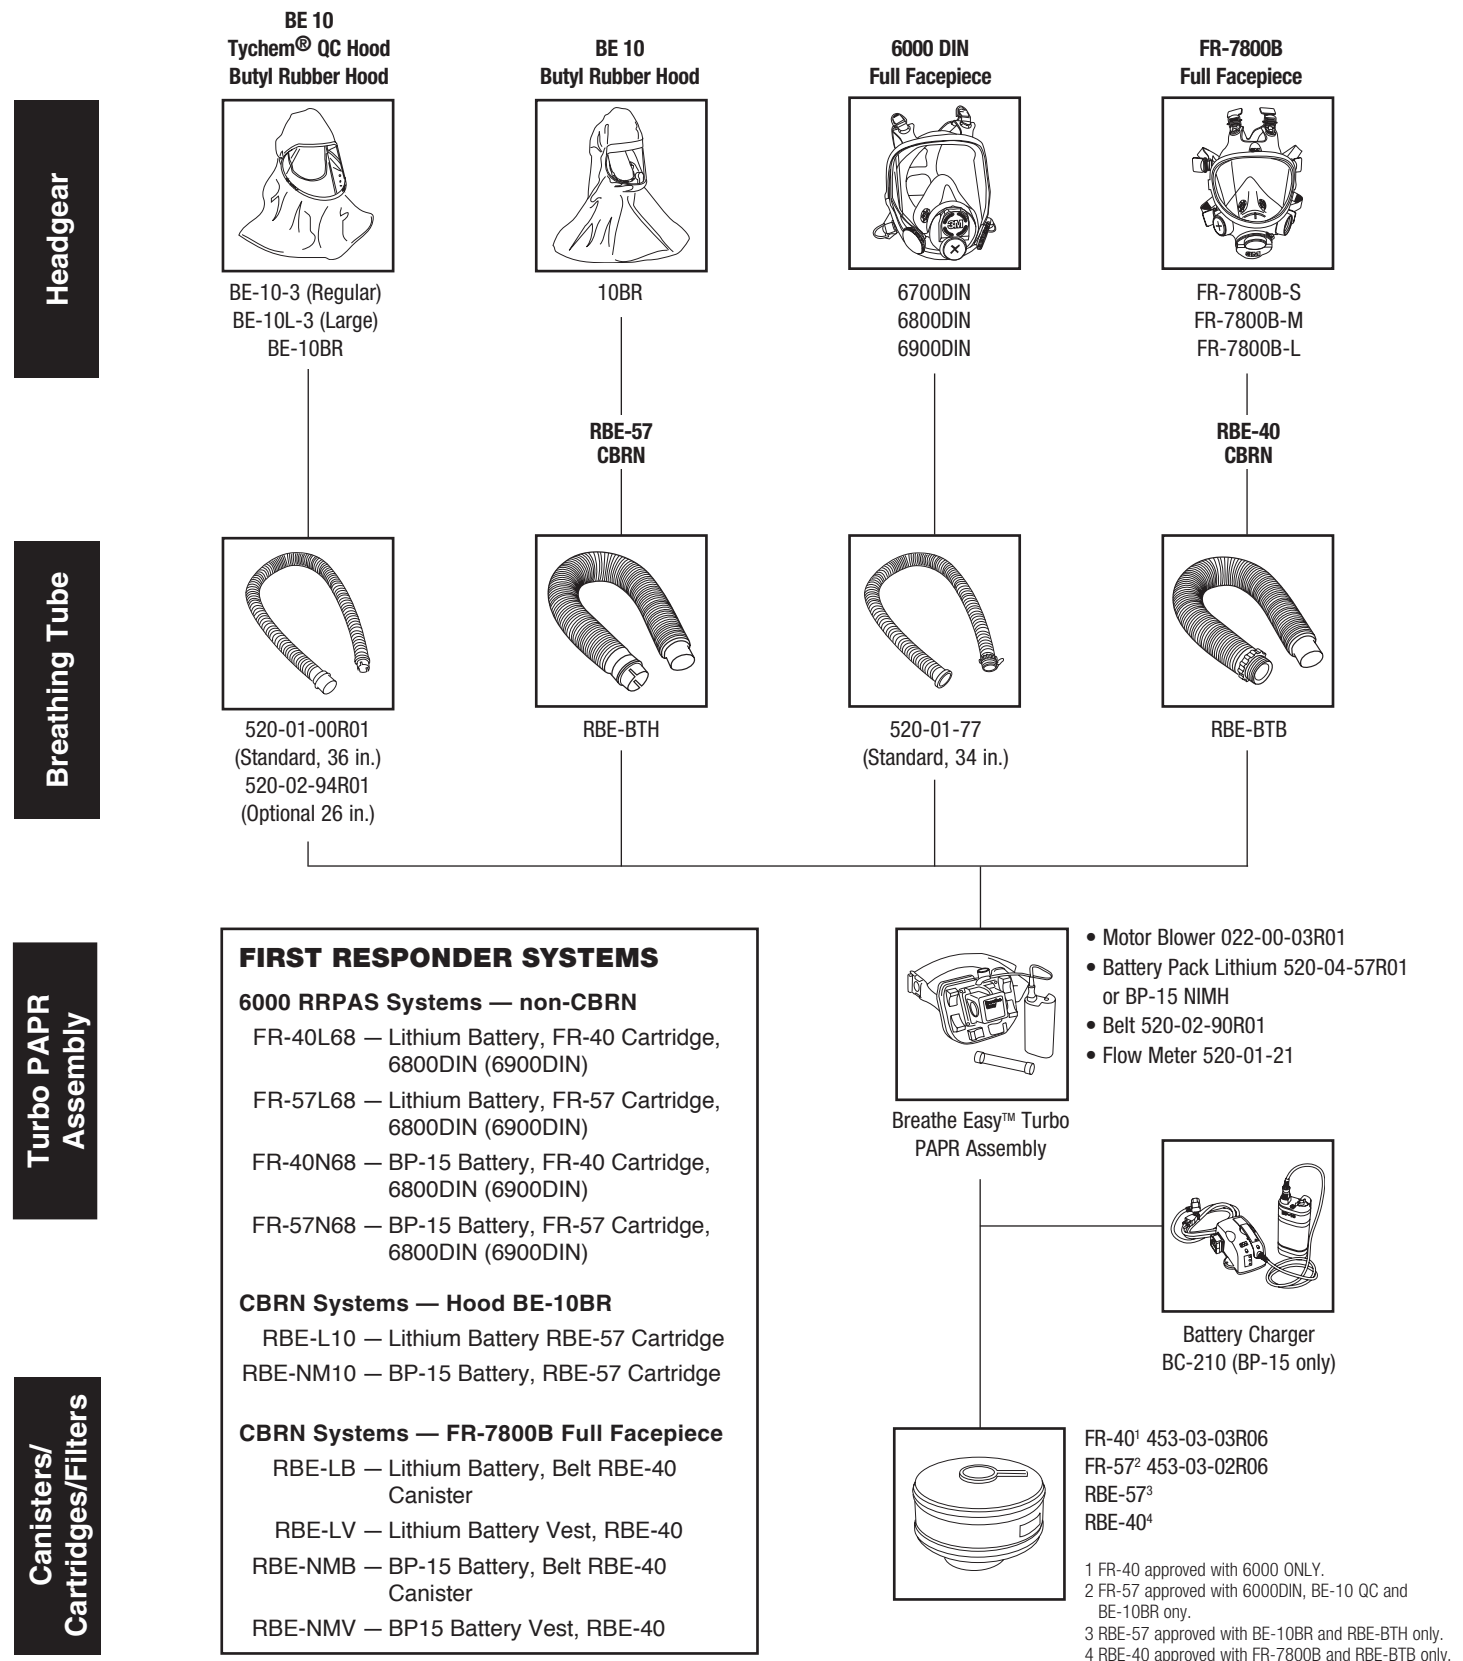 BE 10
Tychem® QC Hood
Butyl Rubber Hood
BE 10
Butyl Rubber Hood
6000 DIN
Full Facepiece
FR-7800B
Full Facepiece
Headgear
3M
3M
BE-10-3 (Regular)
BE-10L-3 (Large)
BE-10BR
10BR
6700DIN
6800DIN
6900DIN
FR-7800B-S
FR-7800B-M
FR-7800B-L
RBE-57
CBRN
RBE-40
CBRN
Breathing Tube
520-01-00R01
(Standard, 36 in.)
520-02-94R01
(Optional 26 in.)
RBE-BTH
520-01-77
(Standard, 34 in.)
RBE-BTB
Turbo PAPR
Assembly
FIRST RESPONDER SYSTEMS
6000 RRPAS Systems — non-CBRN
FR-40L68 — Lithium Battery, FR-40 Cartridge,
6800DIN (6900DIN)
FR-57L68 — Lithium Battery, FR-57 Cartridge,
6800DIN (6900DIN)
FR-40N68 — BP-15 Battery, FR-40 Cartridge,
6800DIN (6900DIN)
FR-57N68 — BP-15 Battery, FR-57 Cartridge,
6800DIN (6900DIN)
CBRN Systems — Hood BE-10BR
RBE-L10 — Lithium Battery RBE-57 Cartridge
RBE-NM10 — BP-15 Battery, RBE-57 Cartridge
CBRN Systems — FR-7800B Full Facepiece
RBE-LB — Lithium Battery, Belt RBE-40
Canister
RBE-LV — Lithium Battery Vest, RBE-40
RBE-NMB — BP-15 Battery, Belt RBE-40
Canister
RBE-NMV — BP15 Battery Vest, RBE-40
• Motor Blower 022-00-03R01
• Battery Pack Lithium 520-04-57R01
or BP-15 NIMH
• Belt 520-02-90R01
• Flow Meter 520-01-21
Breathe Easy™ Turbo
PAPR Assembly
Battery Charger
BC-210 (BP-15 only)
Canisters/
Cartridges/Filters
FR-40¹ 453-03-03R06
FR-57² 453-03-02R06
RBE-57³
RBE-40⁴
1 FR-40 approved with 6000 ONLY.
2 FR-57 approved with 6000DIN, BE-10 QC and
BE-10BR ony.
3 RBE-57 approved with BE-10BR and RBE-BTH only.
4 RBE-40 approved with FR-7800B and RBE-BTB only.